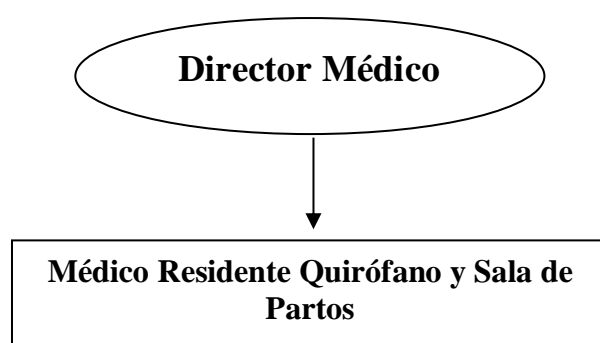 Director Médico
Médico Residente Quirófano y Sala de
Partos